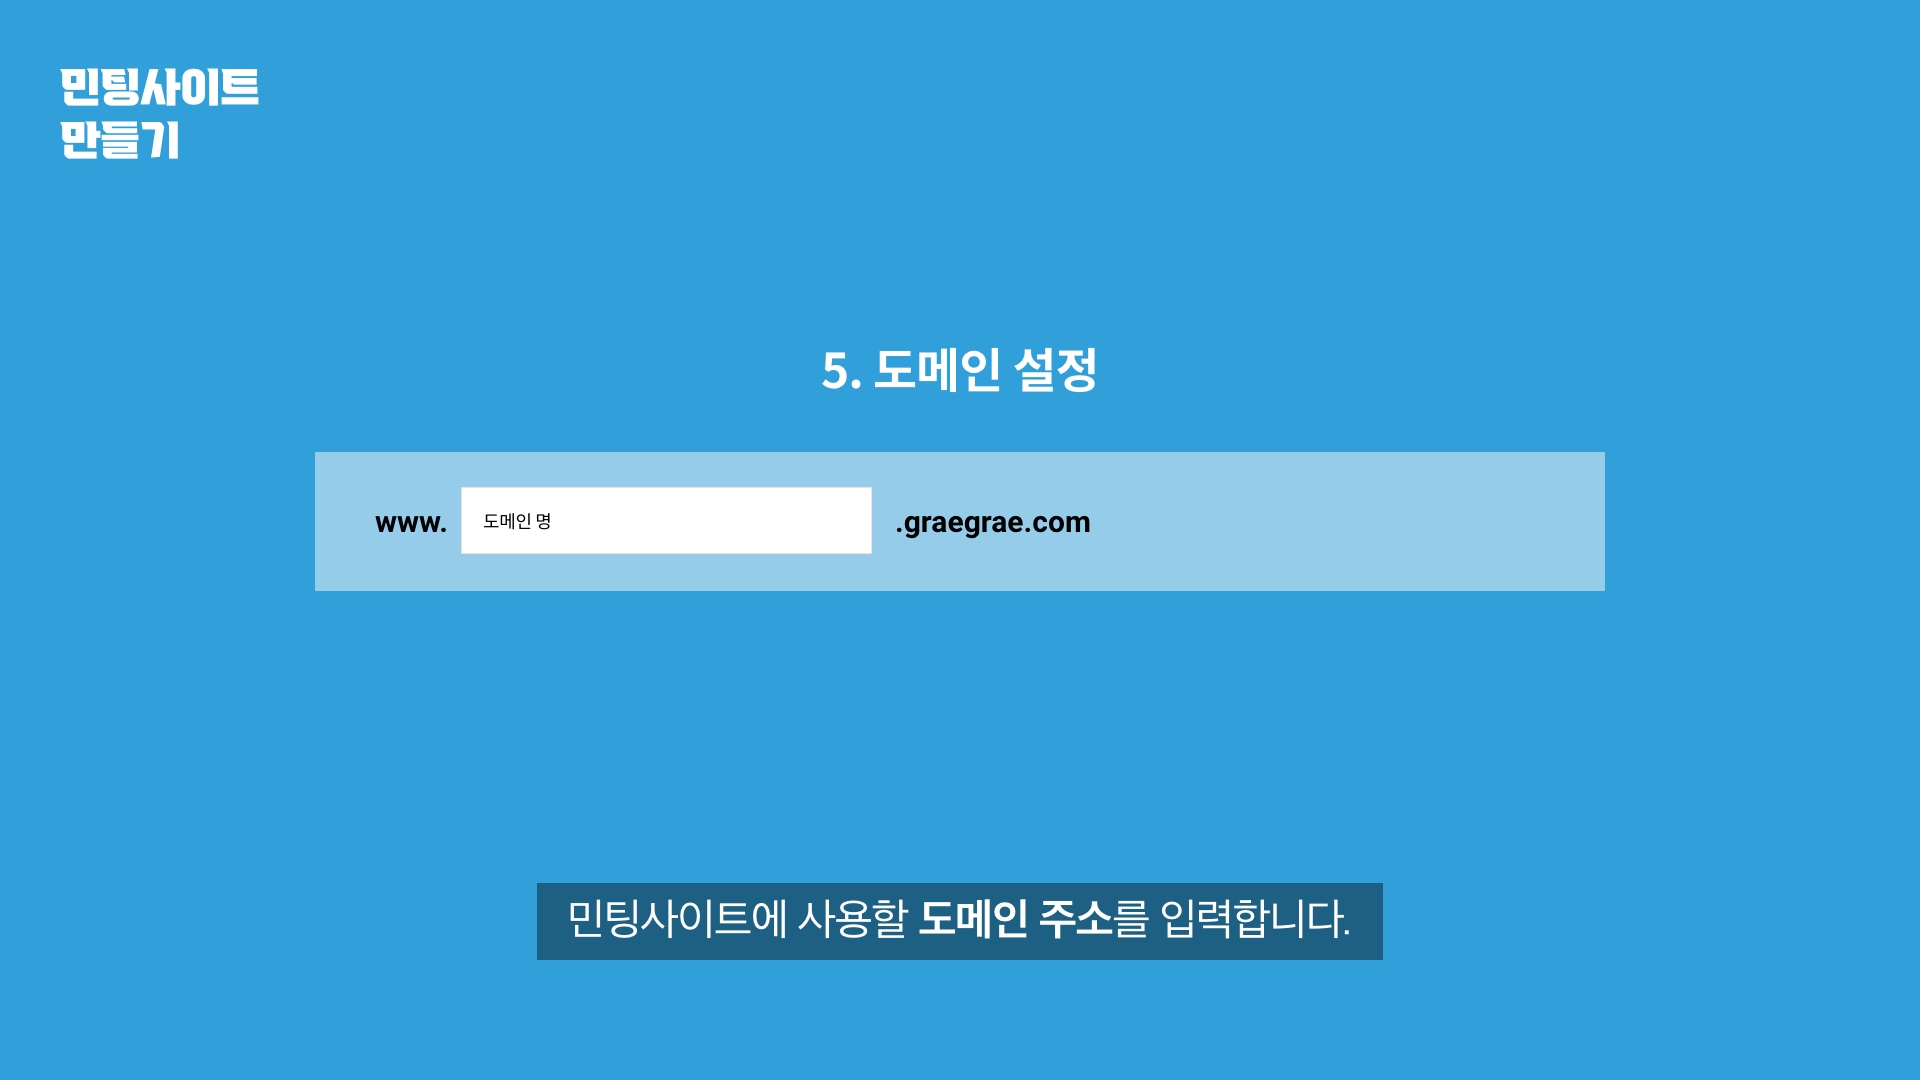 민팅사이트
만들기
5. 도메인 설정
www. 도메인 명 .graegrae.com
민팅사이트에 사용할 도메인 주소를 입력합니다.